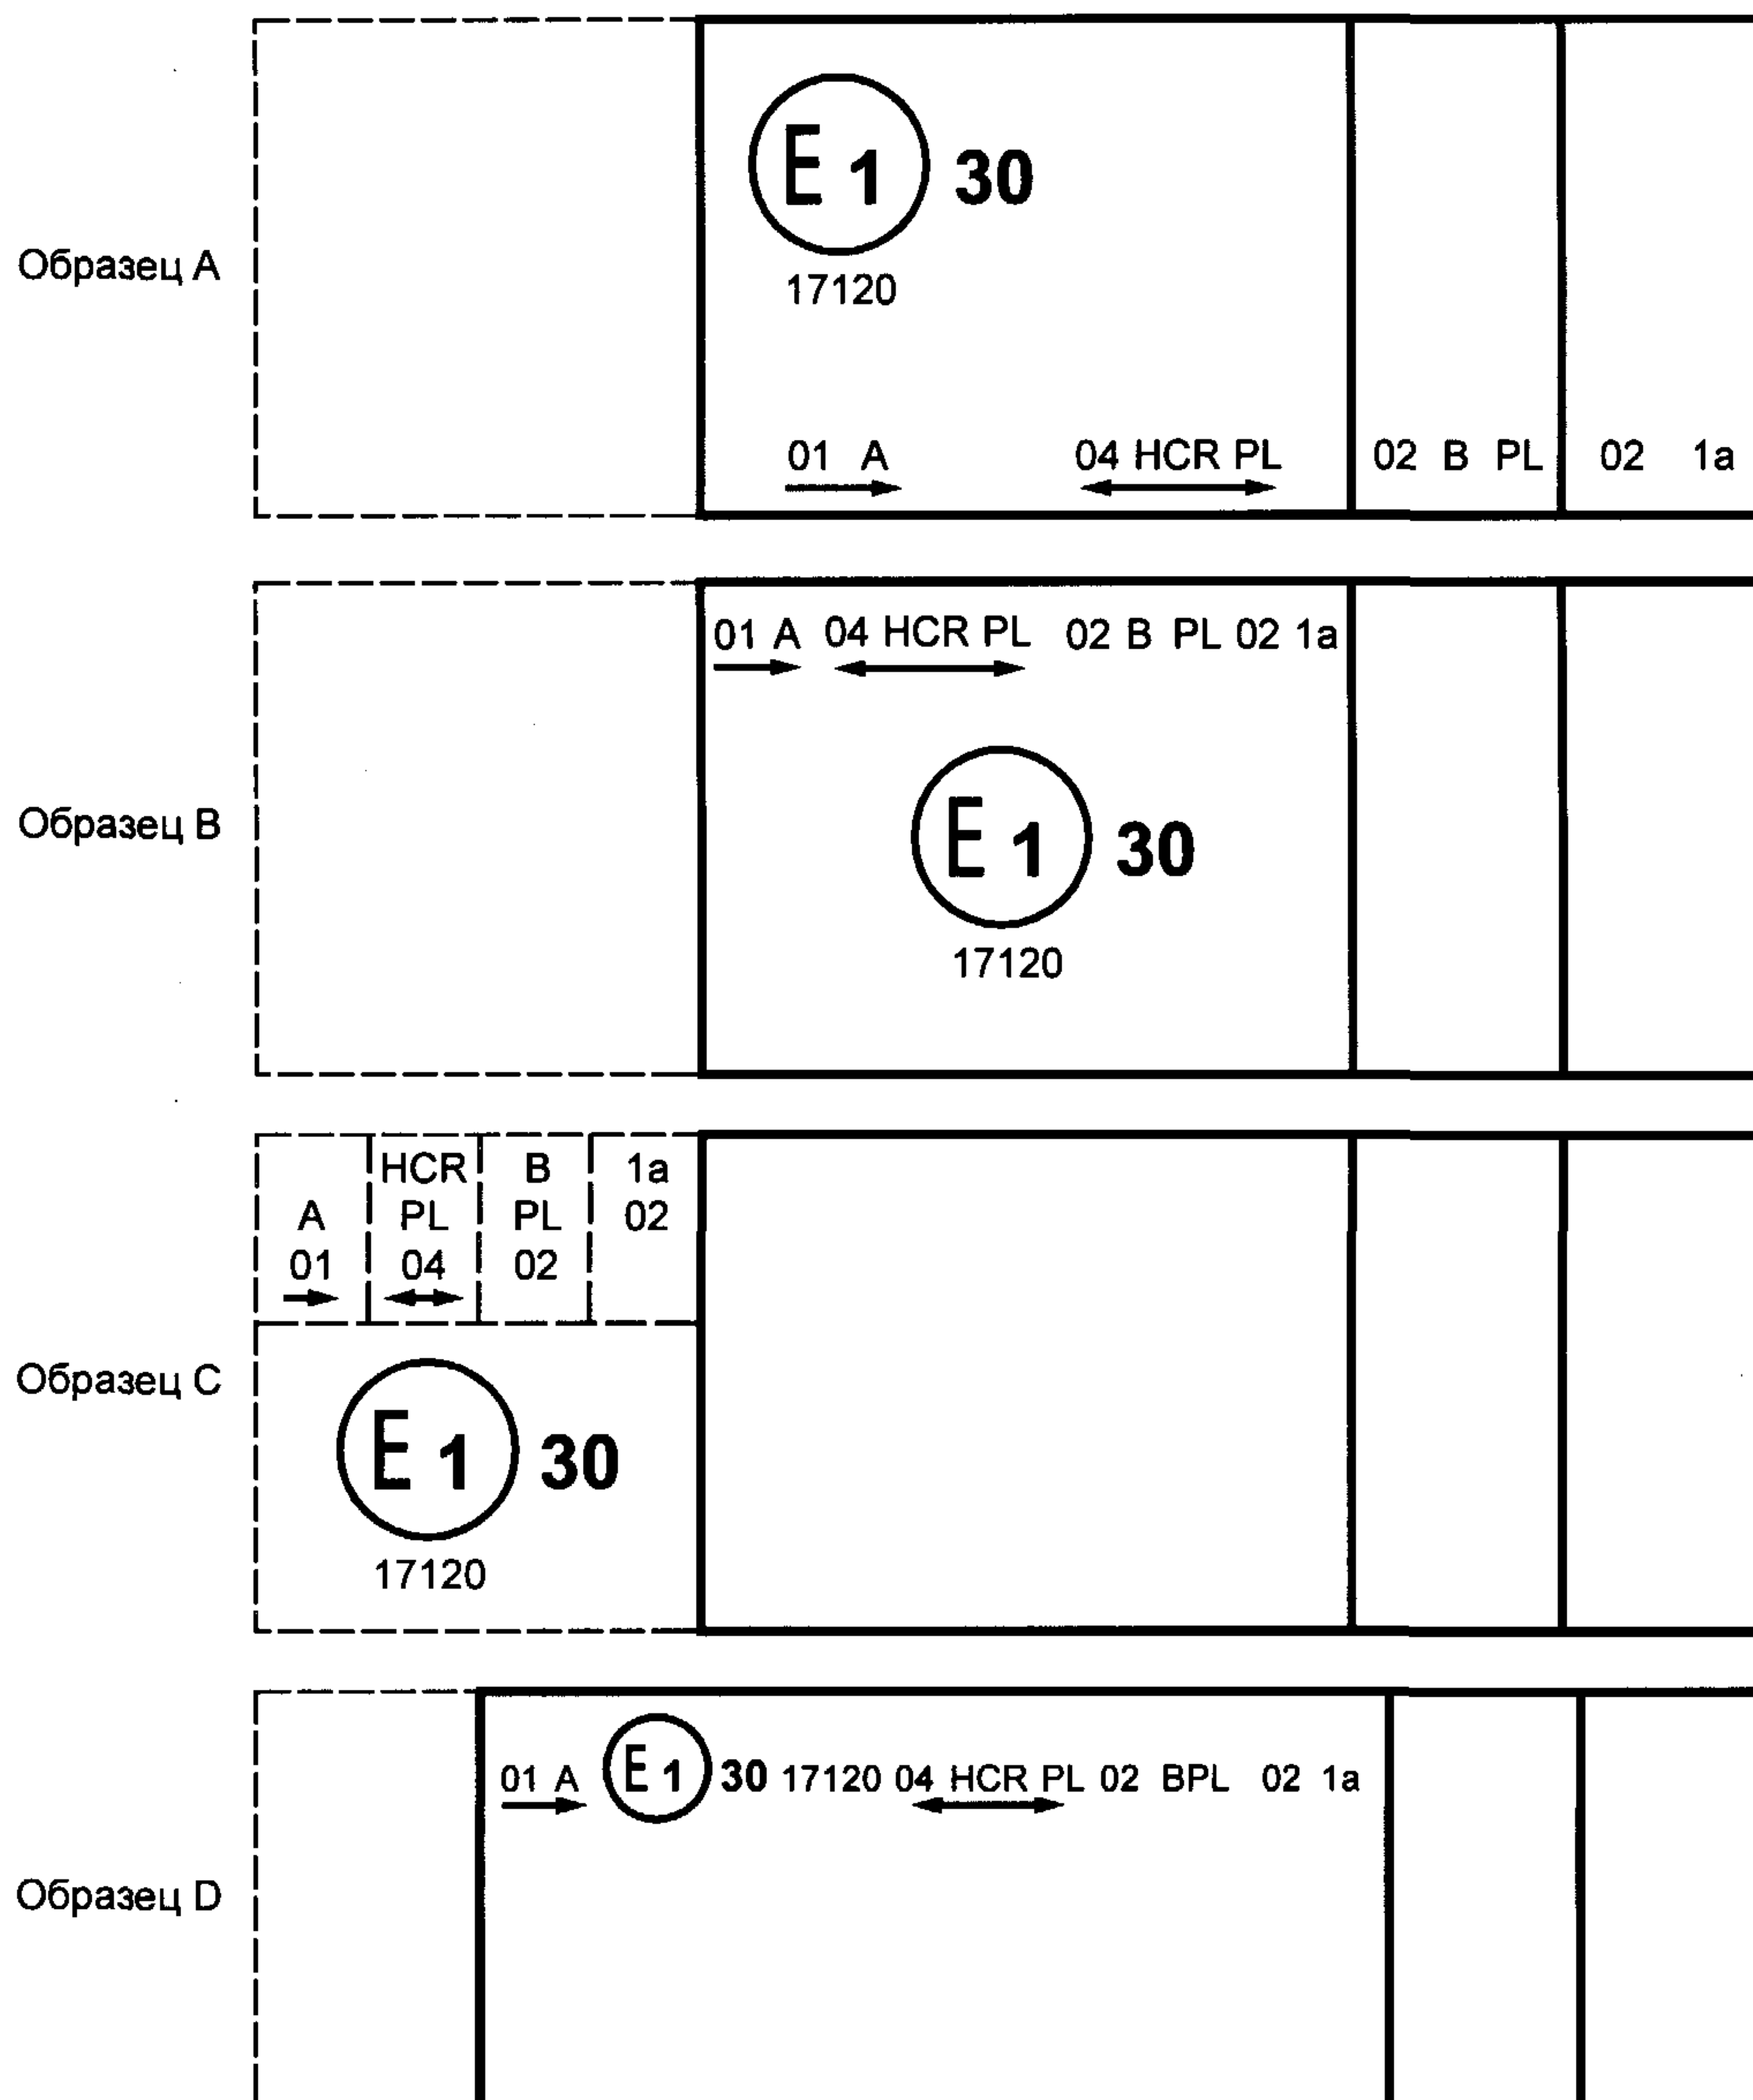 E 1 30
Образец А
17120
01 A 04 HCR PL 02 B PL 02 1a
01 A 04 HCR PL 02 B PL 02 1a
Образец В
E 1 30
17120
HCR B 1a
A PL PL 02
01 04 02
Образец С
E 1 30
17120
01 A E 1 30 17120 04 HCR PL 02 BPL 02 1a
Образец D